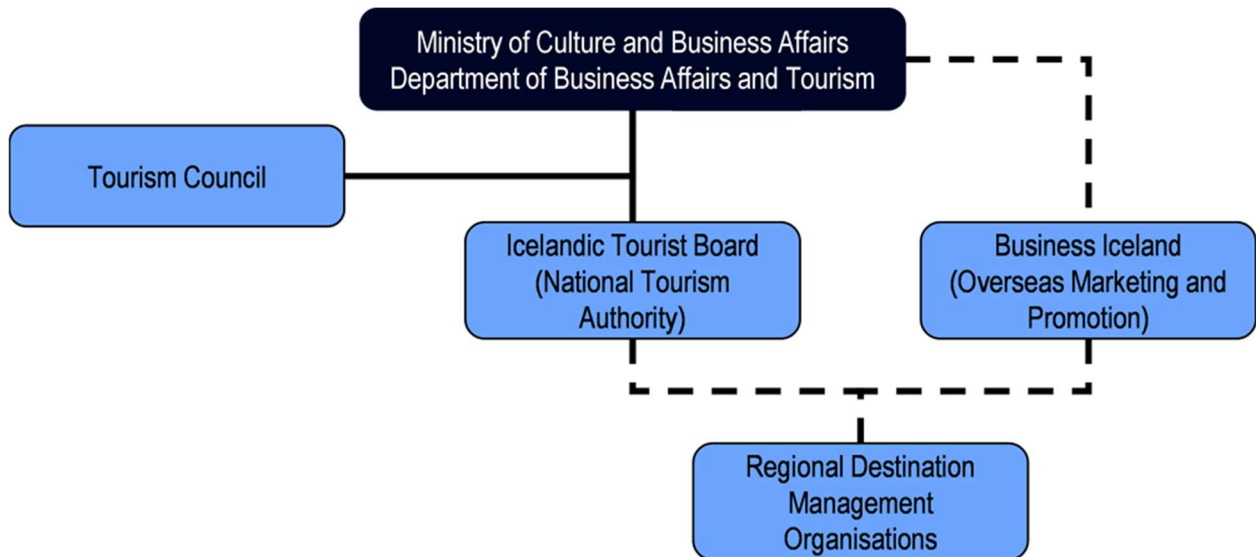 Ministry of Culture and Business Affairs
Department of Business Affairs and Tourism
Tourism Council
Icelandic Tourist Board
(National Tourism
Authority)
Business Iceland
(Overseas Marketing and
Promotion)
Regional Destination
Management
Organisations